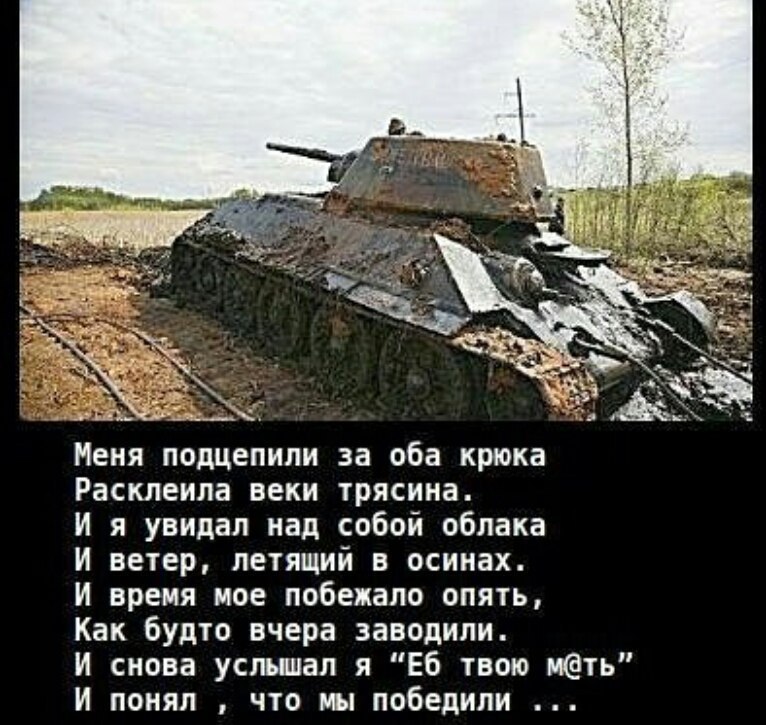 Меня подцепили за оба крюка
Расклеила веки трясина.
И я увидал над собой облака
И ветер, летящий в осинах.
И время мое побежало опять,
Как будто вчера заводили.
И снова услышал я “Еб твою м@ть”
И понял , что мы победили ...